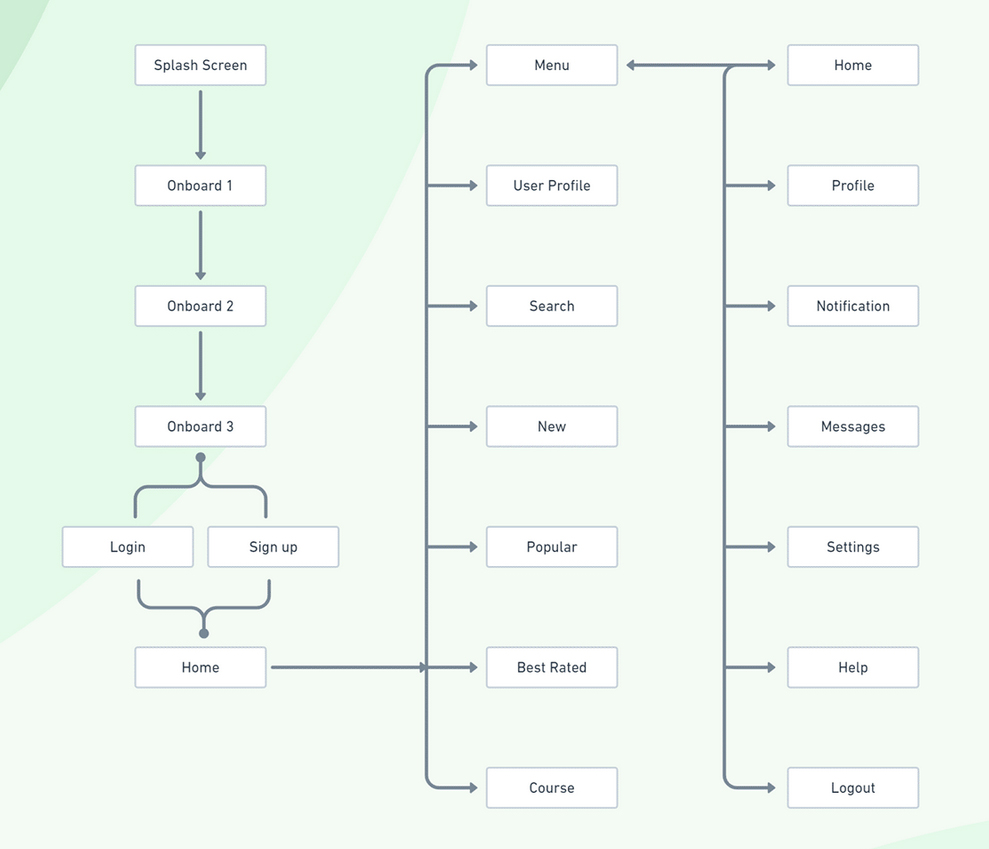 Splash Screen
Onboard 1
Onboard 2
Onboard 3
Login
Sign up
Home
Menu
User Profile
Search
New
Popular
Best Rated
Course
Home
Profile
Notification
Messages
Settings
Help
Logout